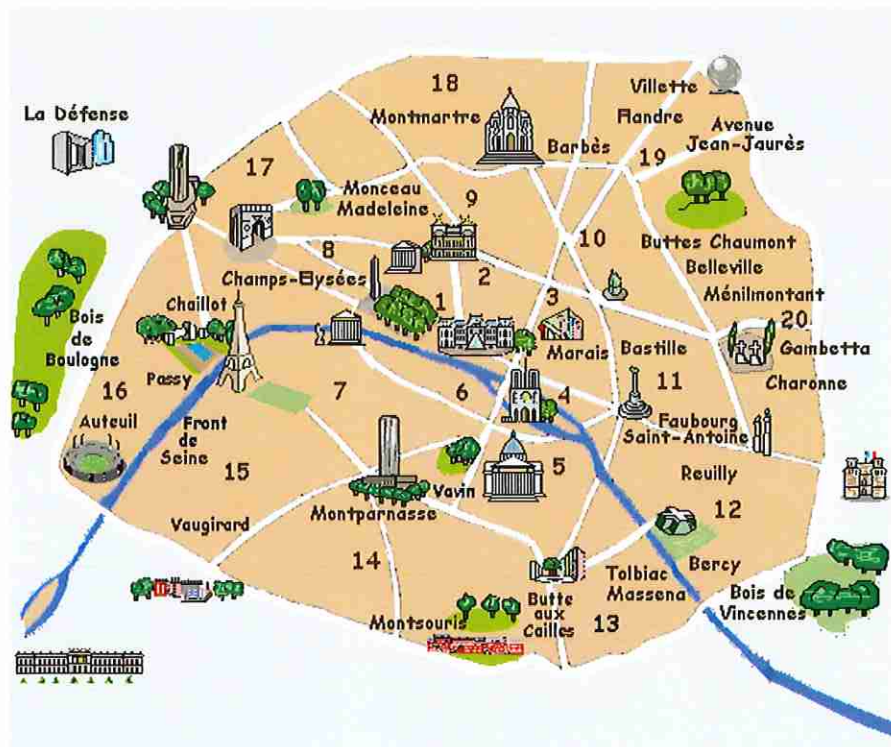 18
Villette
Montmartre
Flandre
La Défense
Avenue
Jean-Jaurès
Barbès
19
17
Monceau
Madeleine
9
10
Buttes Chaumont
8
2
Belleville
Champs-Elysées
3
Ménilmontant
Chaillot
1
20
Bois
de
Boulogne
Marais
Bastille
Gambetta
Passy
7
6
4
11
Charonne
16
Auteuil
Front
de
Seine
Faubourg
Saint-Antoine
15
5
Reuilly
Vavin
Montparnasse
12
Vaugirard
14
Bercy
Tolbiac
Massena
Bois de
Vincennes
Montsouris
Butte
aux
Cailles
13